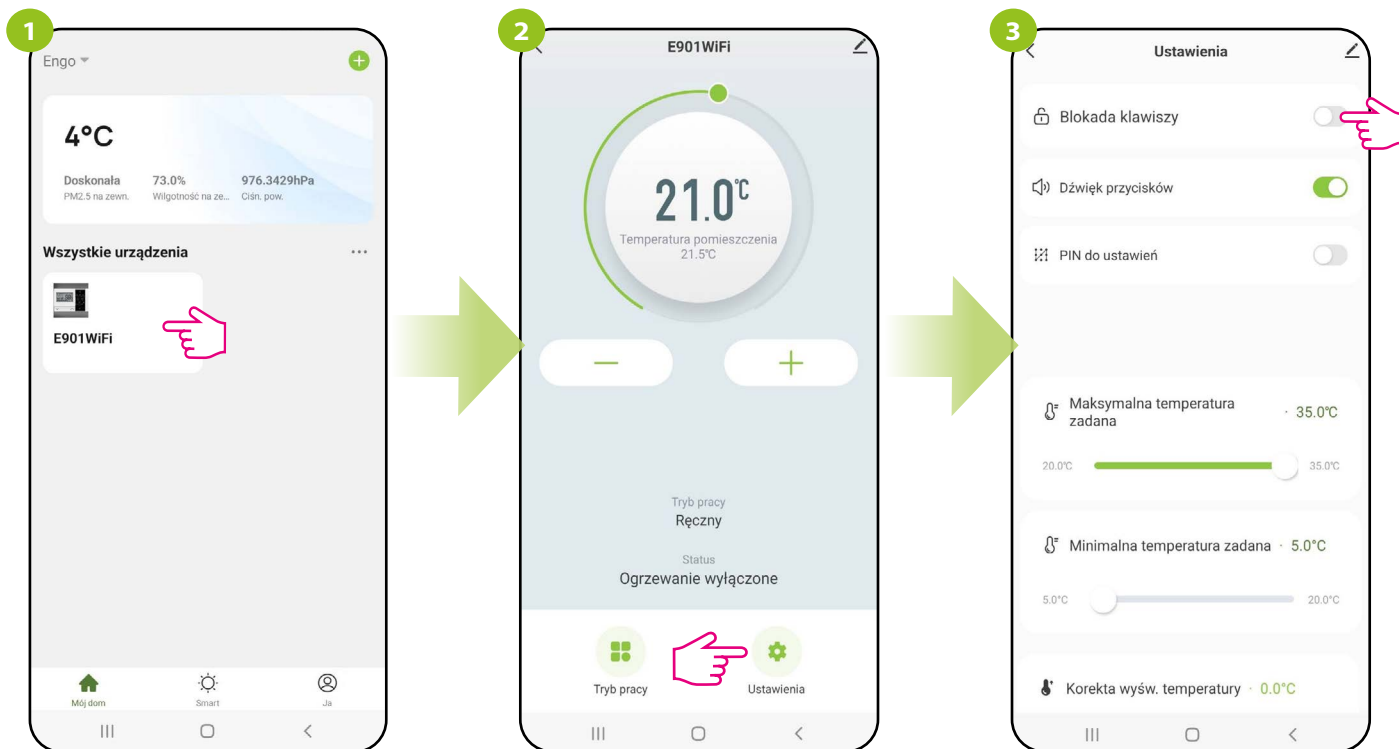 1
Engo
4°C
Doskonała 73.0% 976.3429hPa
PM2.5 na zewn. Wilgotność na ze... Ciśn. pow.
Wszystkie urządzenia ...
E901WiFi
Mój dom Smart Ja
2
E901WiFi
21.0°C
Temperatura pomieszczenia
21.5°C
Tryb pracy
Ręczny
Status
Ogrzewanie wyłączone
Tryb pracy Ustawienia
3
Ustawienia
Blokada klawiszy
Dźwięk przycisków
PIN do ustawień
Maksymalna temperatura
zadana · 35.0°C
20.0°C 35.0°C
Minimalna temperatura zadana · 5.0°C
5.0°C 20.0°C
Korekta wyśw. temperatury · 0.0°C